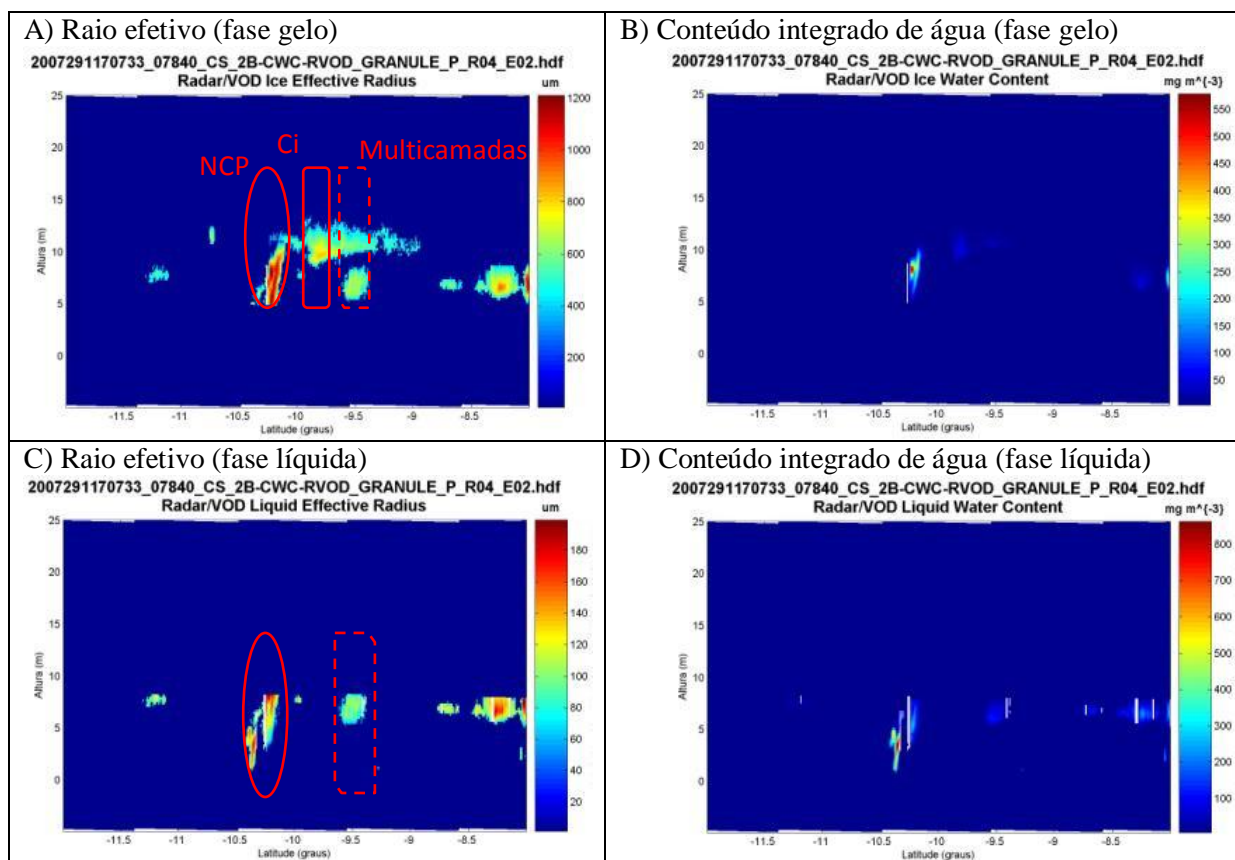 A) Raio efetivo (fase gelo)
2007291170733_07840_CS_2B-CWC-RVOD_GRANULE_P_R04_E02.hdf
Radar/VOD Ice Effective Radius
um
25
20
15
10
5
0
Altura (m)
-11.5 -11 -10.5 -10 -9.5 -9 -8.5
Latitude (graus)
1200
1000
800
600
400
200
NCP
Ci
Multicamadas
B) Conteúdo integrado de água (fase gelo)
2007291170733_07840_CS_2B-CWC-RVOD_GRANULE_P_R04_E02.hdf
Radar/VOD Ice Water Content
mg m^{-3}
25
20
15
10
5
0
Altura (m)
-11.5 -11 -10.5 -10 -9.5 -9 -8.5
Latitude (graus)
550
500
450
400
350
300
250
200
150
100
50
C) Raio efetivo (fase líquida)
2007291170733_07840_CS_2B-CWC-RVOD_GRANULE_P_R04_E02.hdf
Radar/VOD Liquid Effective Radius
um
25
20
15
10
5
0
Altura (m)
-11.5 -11 -10.5 -10 -9.5 -9 -8.5
Latitude (graus)
180
160
140
120
100
80
60
40
20
D) Conteúdo integrado de água (fase líquida)
2007291170733_07840_CS_2B-CWC-RVOD_GRANULE_P_R04_E02.hdf
Radar/VOD Liquid Water Content
mg m^{-3}
25
20
15
10
5
0
Altura (m)
-11.5 -11 -10.5 -10 -9.5 -9 -8.5
Latitude (graus)
800
700
600
500
400
300
200
100